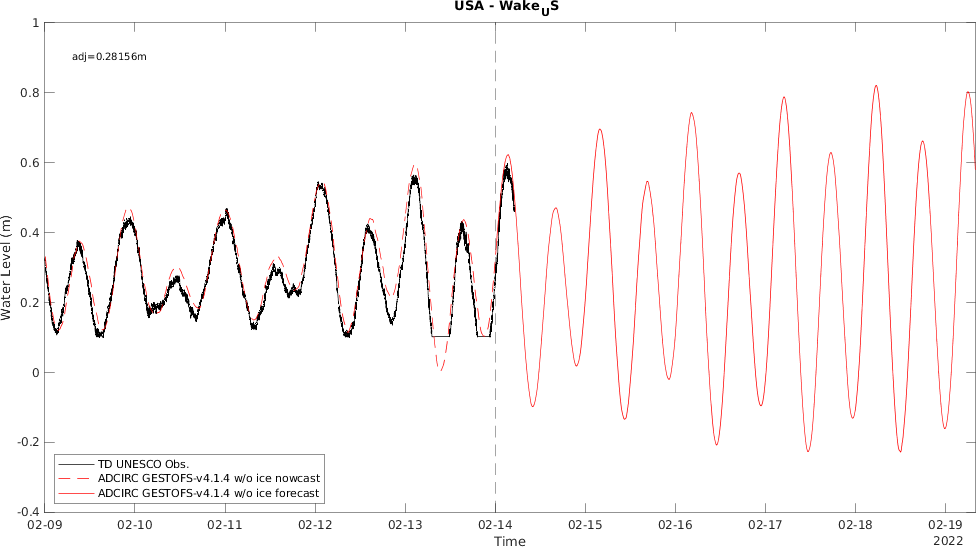 USA - Wake_US
1
adj=0.28156m
0.8
0.6
0.4
0.2
0
-0.2
-0.4
Water Level (m)
TD UNESCO Obs.
ADCIRC GESTOFS-v4.1.4 w/o ice nowcast
ADCIRC GESTOFS-v4.1.4 w/o ice forecast
02-09 02-10 02-11 02-12 02-13 02-14 02-15 02-16 02-17 02-18 02-19
Time
2022